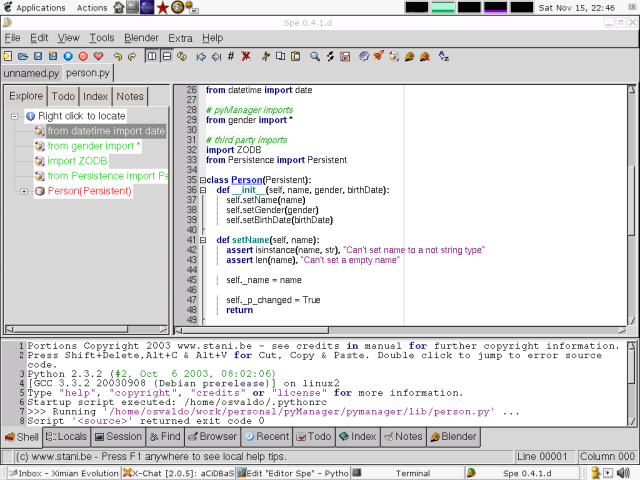 Applications Actions Sat Nov 15, 22:46
Spe 0.4.1.d
File Edit View Tools Blender Extra Help
unnamed.py person.py
Explore Todo Index Notes
Right click to locate
from datetime import date
from gender import *
import ZODB
from Persistence import Pe
Person(Persistent)
26 from datetime import date
27
28 # pyManager imports
29 from gender import *
30
31 # third party imports
32 import ZODB
33 from Persistence import Persistent
34
35 class Person(Persistent):
36 def __init__(self, name, gender, birthDate):
37 self.setName(name)
38 self.setGender(gender)
39 self.setBirthDate(birthDate)
40
41 def setName(self, name):
42 assert isinstance(name, str), "Can't set name to a not string type"
43 assert len(name), "Can't set a empty name"
44
45 self._name = name
46
47 self._p_changed = True
48 return
49
1 Portions Copyright 2003 www.stani.be - see credits in manual for further copyright information.
2 Press Shift+Delete,Alt+C & Alt+V for Cut, Copy & Paste. Double click to jump to error source
code.
3 Python 2.3.2 (#2, Oct 6 2003, 08:02:06)
4 [GCC 3.3.2 20030908 (Debian prerelease)] on linux2
5 Type "help", "copyright", "credits" or "license" for more information.
6 Startup script executed: /home/osvaldo/.pythonrc
7 >>> Running '/home/osvaldo/work/personal/pyManager/pymanager/lib/person.py' ...
8 Script '<source>' returned exit code 0
Shell Locals Session Find Browser Recent Todo Index Notes Blender
(c) www.stani.be - Press F1 anywhere to see local help tips. Line 00001 Column 000
Inbox - Ximian Evolution X-Chat [2.0.5]: aCiDBaS Edit "Editor Spe" - Pytho Terminal Spe 0.4.1.d